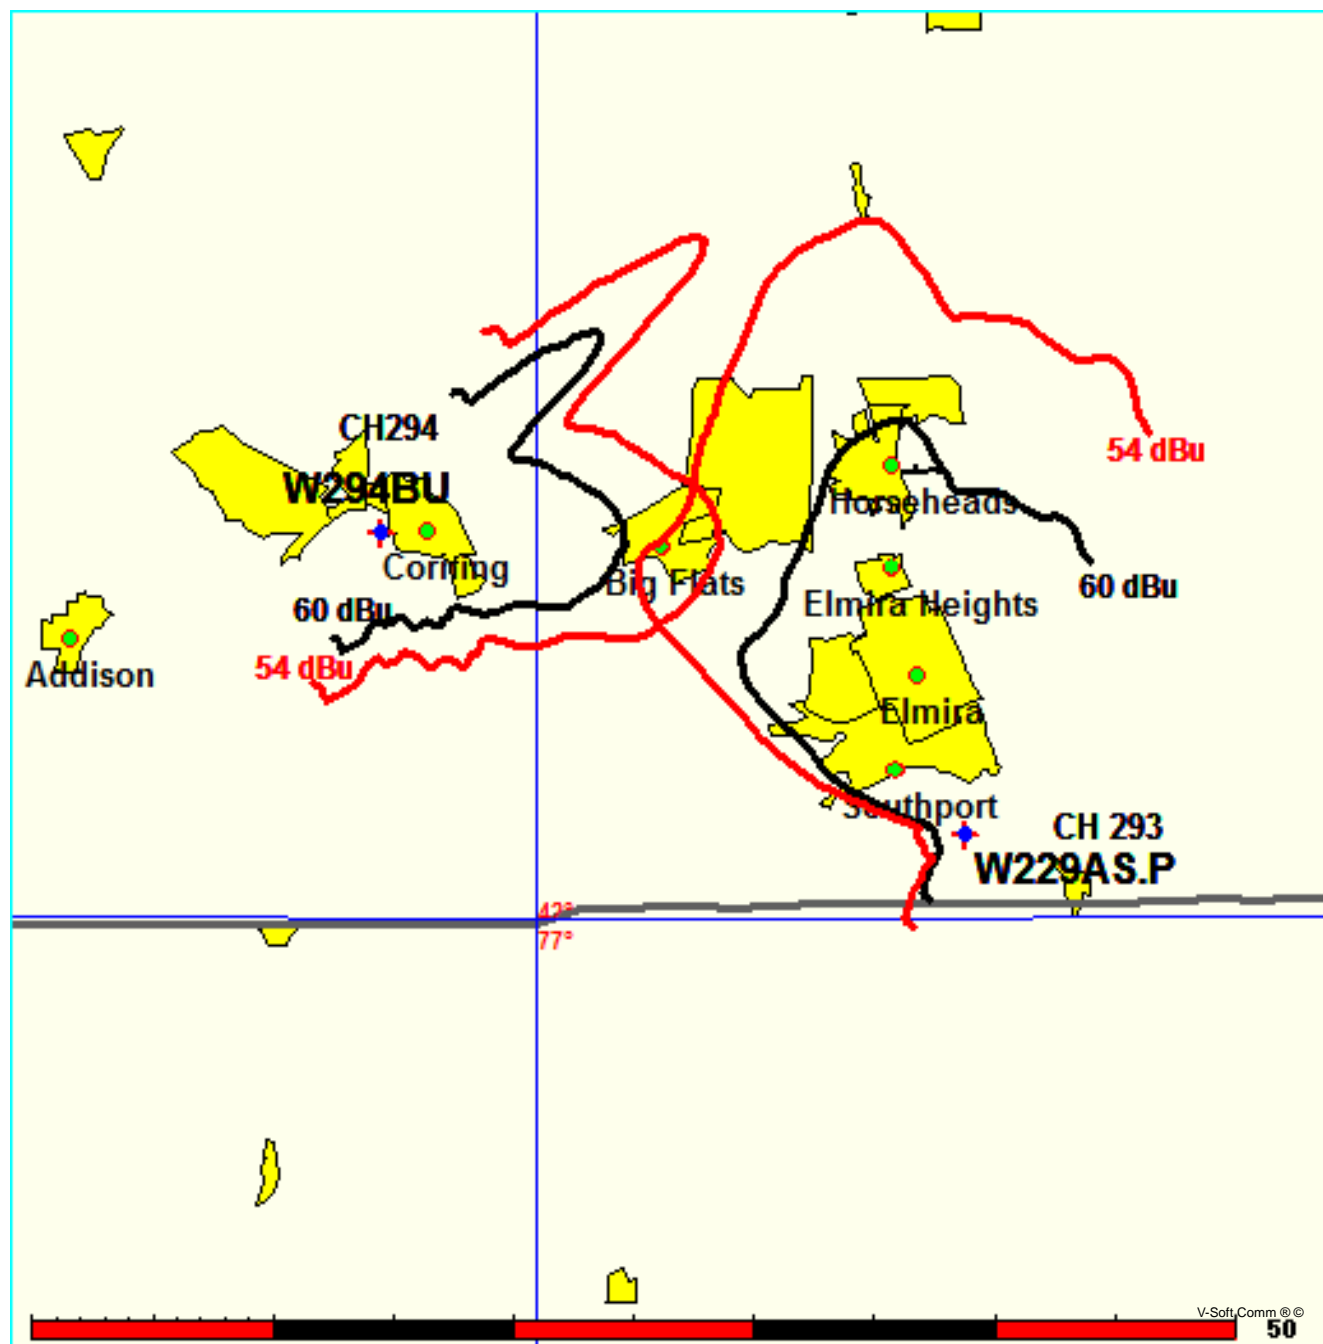 CH294
W294BU
Corning
60 dBu
54 dBu
Addison
Big Flats
54 dBu
Horseheads
60 dBu
Elmira Heights
Elmira
Southport
CH 293
W229AS.P
42°
77°
V-Soft Comm ® ©
50